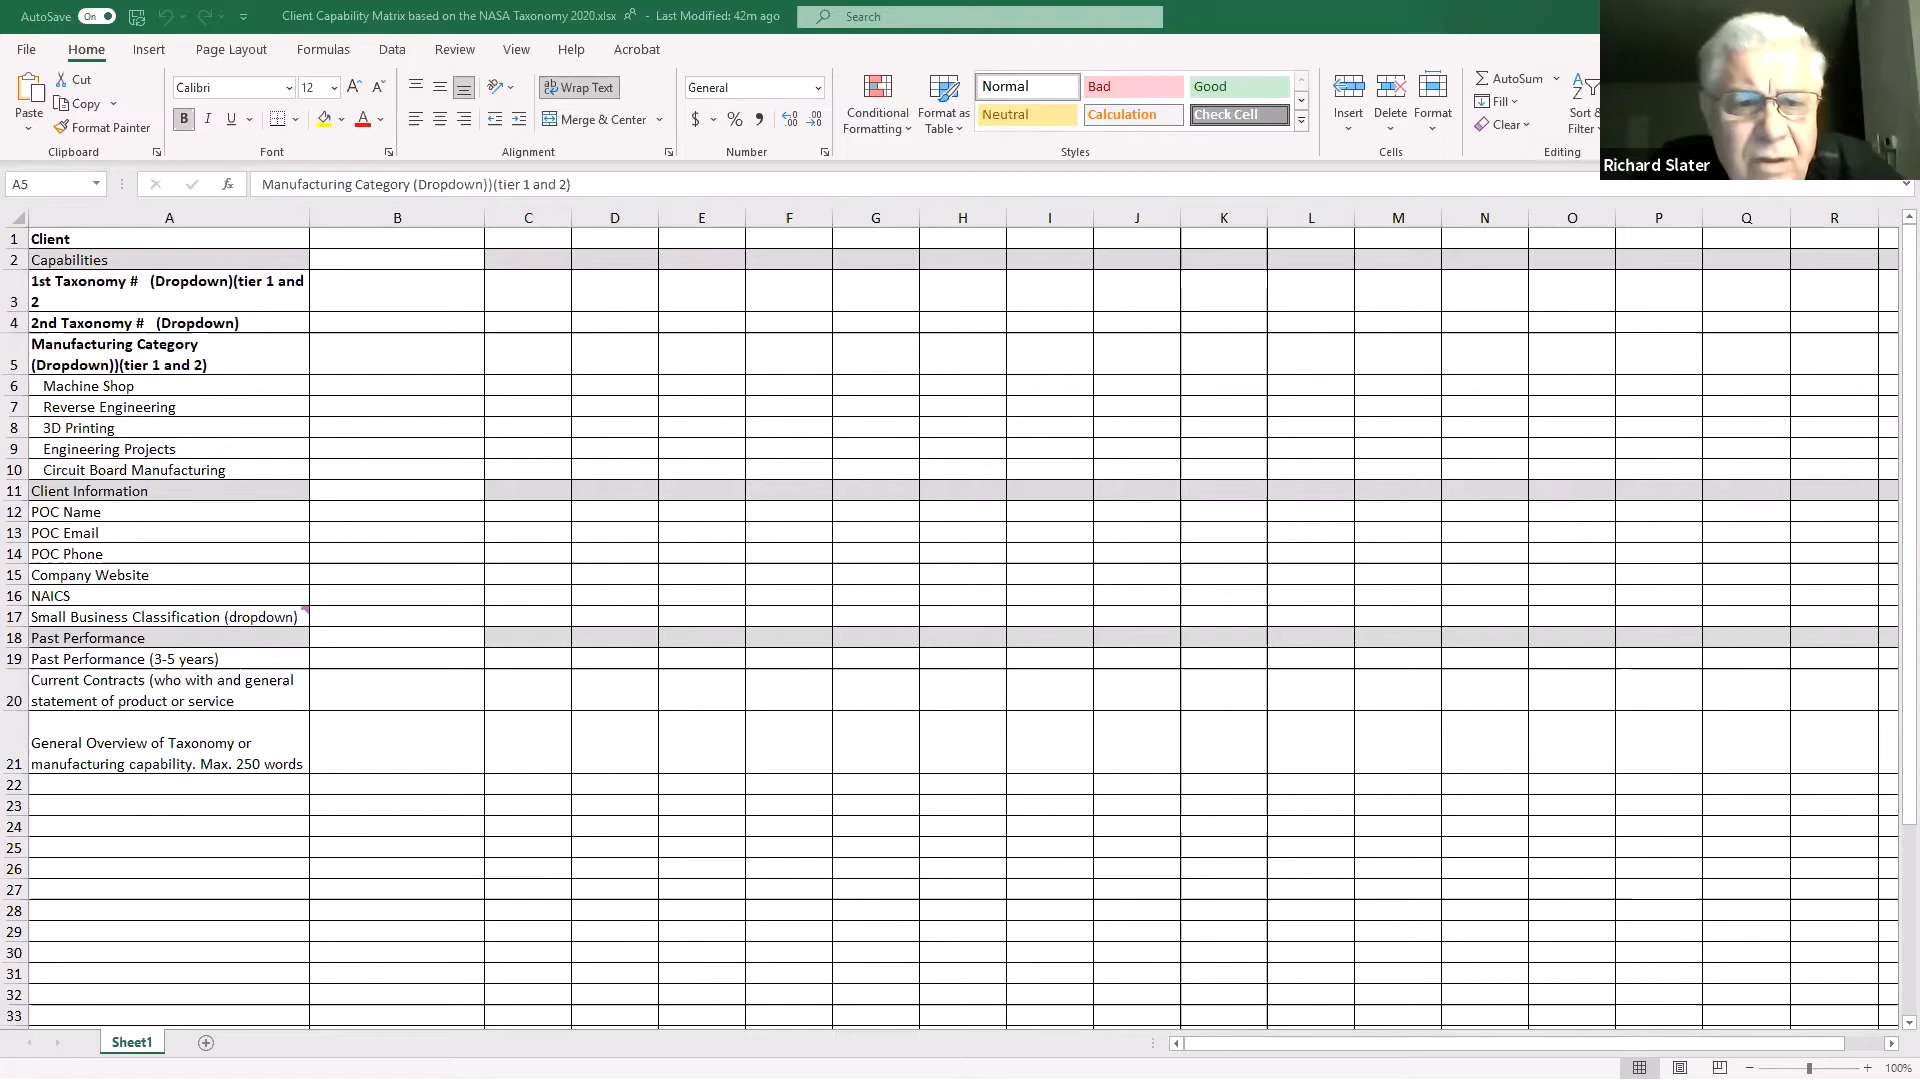 AutoSave On
Client Capability Matrix based on the NASA Taxonomy 2020.xlsx - Last Modified: 42m ago
Search
File Home Insert Page Layout Formulas Data Review View Help Acrobat
Paste
Cut
Copy
Format Painter
Clipboard
Calibri 12 A A
B I U A
Font
ab Wrap Text
Merge & Center
Alignment
General
$ % 9 .00 .00
Number
Conditional
Formatting
Format as
Table
Normal Bad Good
Neutral Calculation Check Cell
Styles
Insert Delete Format
Cells
AutoSum
Fill
Clear
Sort &
Filter
Editing
Richard Slater
A5 fx Manufacturing Category (Dropdown))(tier 1 and 2)
A B C D E F G H I J K L M N O P Q R
1 Client
2 Capabilities
1st Taxonomy # (Dropdown)(tier 1 and
3 2
4 2nd Taxonomy # (Dropdown)
Manufacturing Category
5 (Dropdown))(tier 1 and 2)
6 Machine Shop
7 Reverse Engineering
8 3D Printing
9 Engineering Projects
10 Circuit Board Manufacturing
11 Client Information
12 POC Name
13 POC Email
14 POC Phone
15 Company Website
16 NAICS
17 Small Business Classification (dropdown)
18 Past Performance
19 Past Performance (3-5 years)
Current Contracts (who with and general
20 statement of product or service
General Overview of Taxonomy or
21 manufacturing capability. Max. 250 words
22
23
24
25
26
27
28
29
30
31
32
33
Sheet1
100%